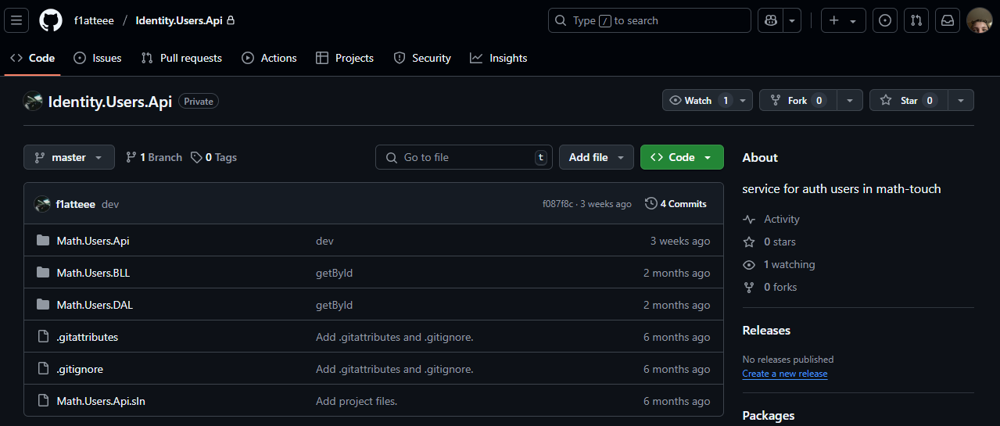 f1atteee / Identity.Users.Api
Type / to search
Code Issues Pull requests Actions Projects Security Insights
Identity.Users.Api Private
Watch 1 Fork 0 Star 0
master 1 Branch 0 Tags Go to file t Add file Code
f1atteee dev f087f8c · 3 weeks ago 4 Commits
Math.Users.Api dev 3 weeks ago
Math.Users.BLL getById 2 months ago
Math.Users.DAL getById 2 months ago
.gitattributes Add .gitattributes and .gitignore. 6 months ago
.gitignore Add .gitattributes and .gitignore. 6 months ago
Math.Users.Api.sln Add project files. 6 months ago
About
service for auth users in math-touch
Activity
0 stars
1 watching
0 forks
Releases
No releases published
Create a new release
Packages